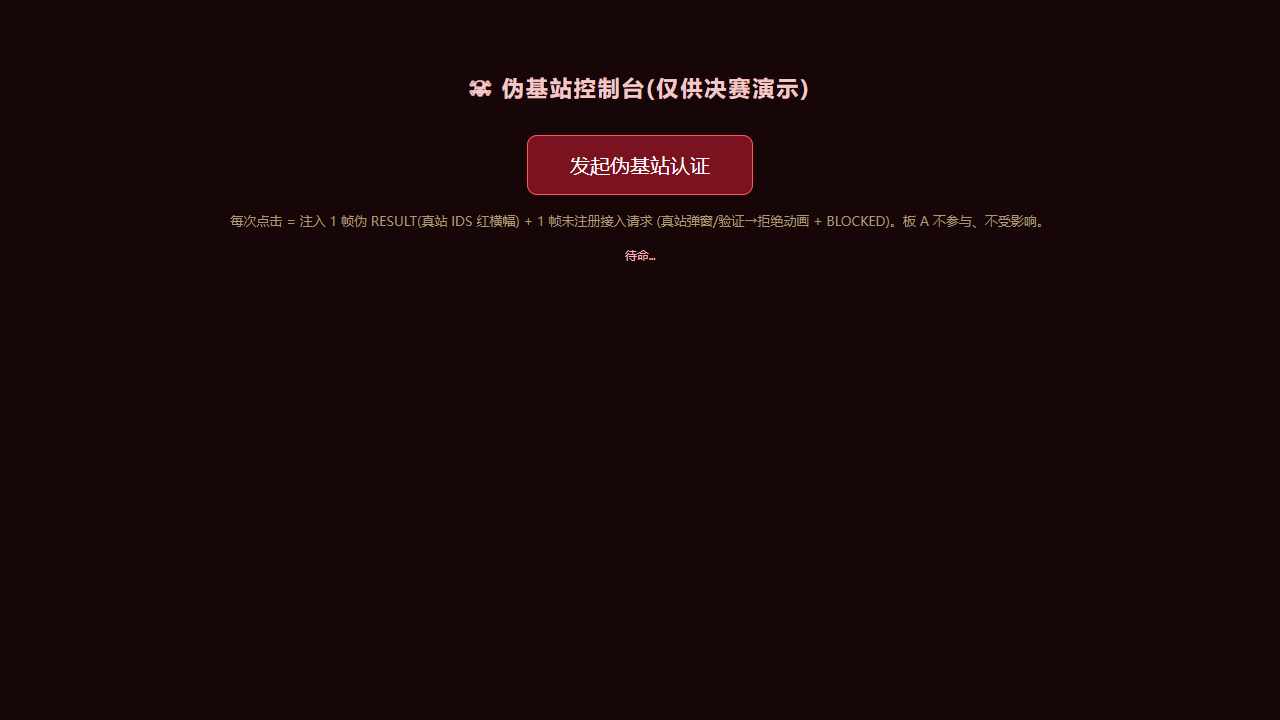 ☠ 伪基站控制台(仅供决赛演示)
发起伪基站认证
每次点击 = 注入 1 帧伪 RESULT(真站 IDS 红横幅) + 1 帧未注册接入请求 (真站弹窗/验证→拒绝动画 + BLOCKED)。板 A 不参与、不受影响。
待命…